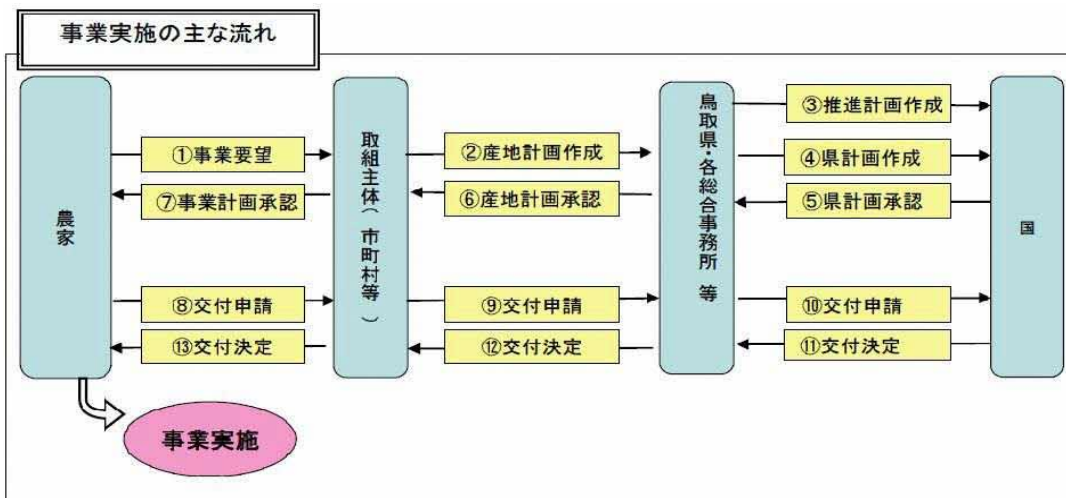 事業実施の主な流れ
農家
①事業要望
⑦事業計画承認
⑧交付申請
⑬交付決定
取組主体(市町村等)
②産地計画作成
⑥産地計画承認
⑨交付申請
⑫交付決定
鳥取県・各総合事務所 等
③推進計画作成
④県計画作成
⑤県計画承認
⑩交付申請
⑪交付決定
国
事業実施